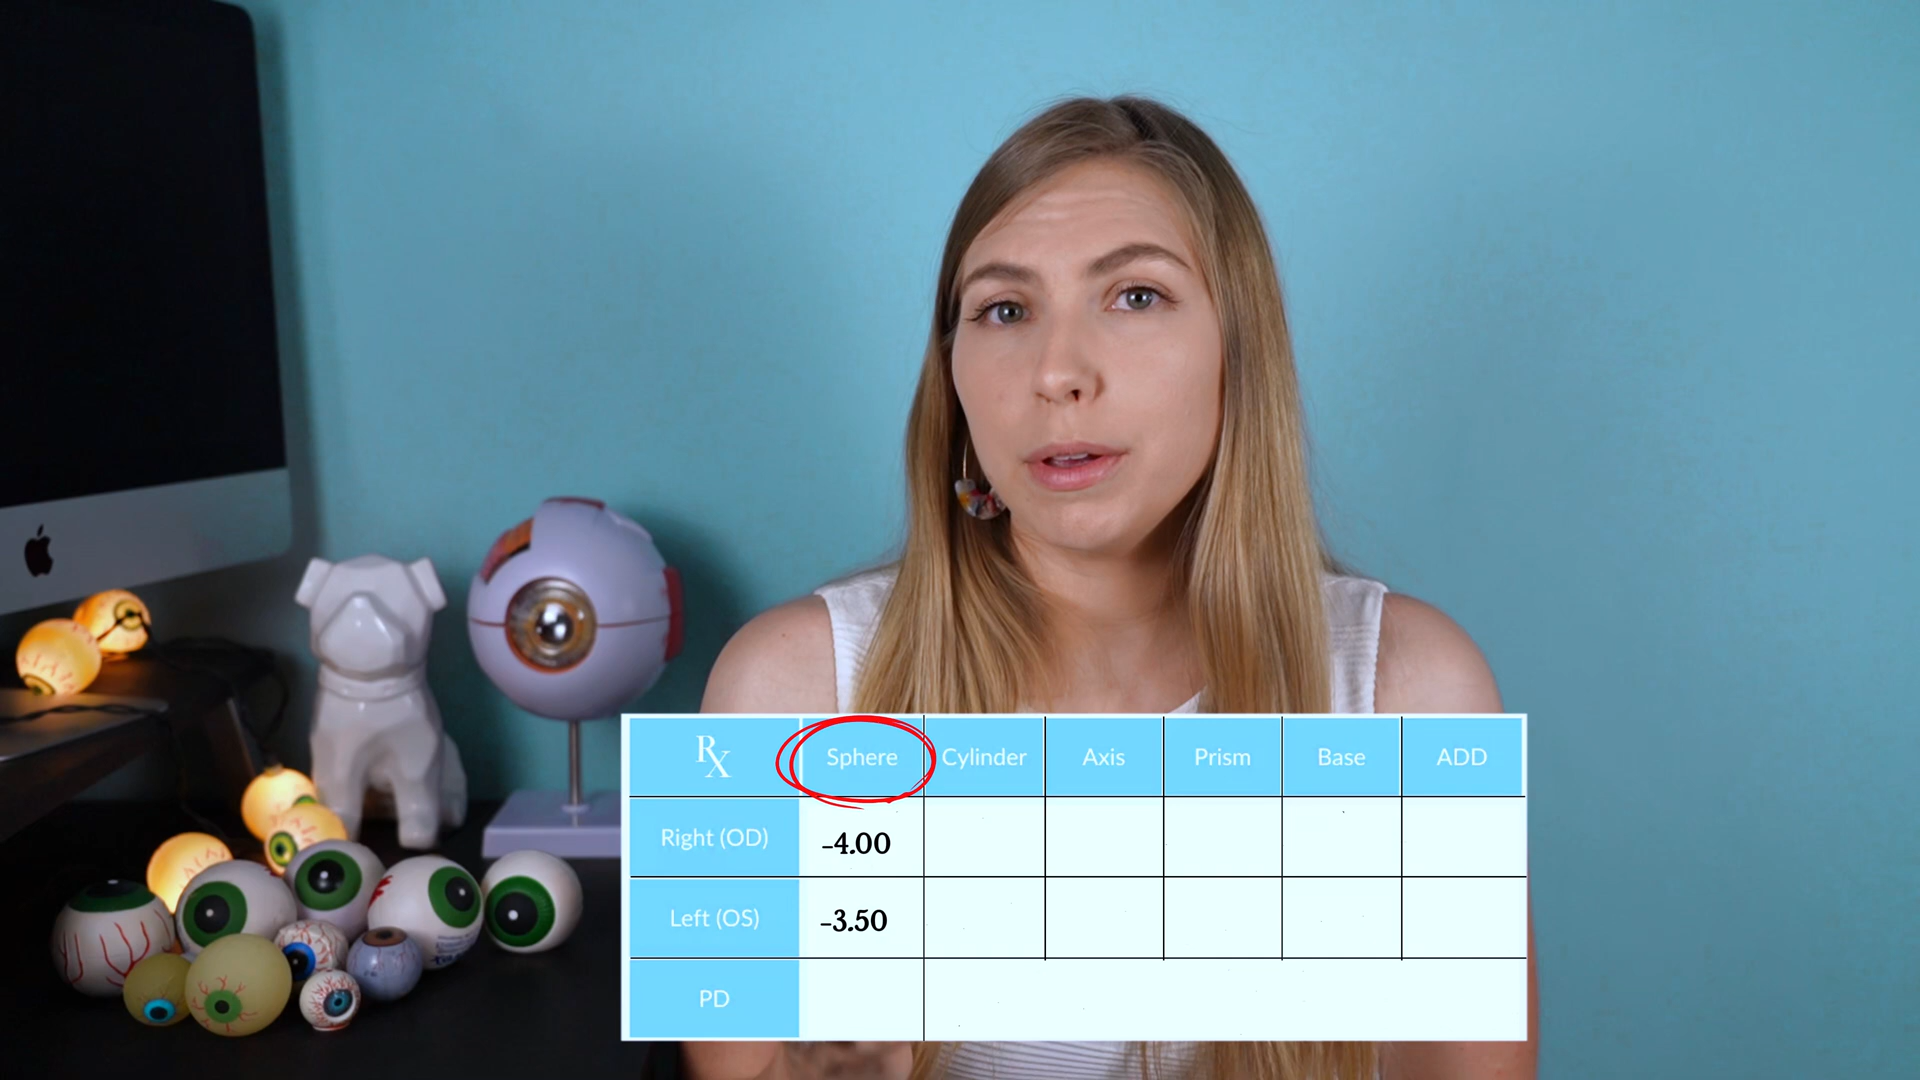 Rx Sphere Cylinder Axis Prism Base ADD
Right (OD) -4.00
Left (OS) -3.50
PD